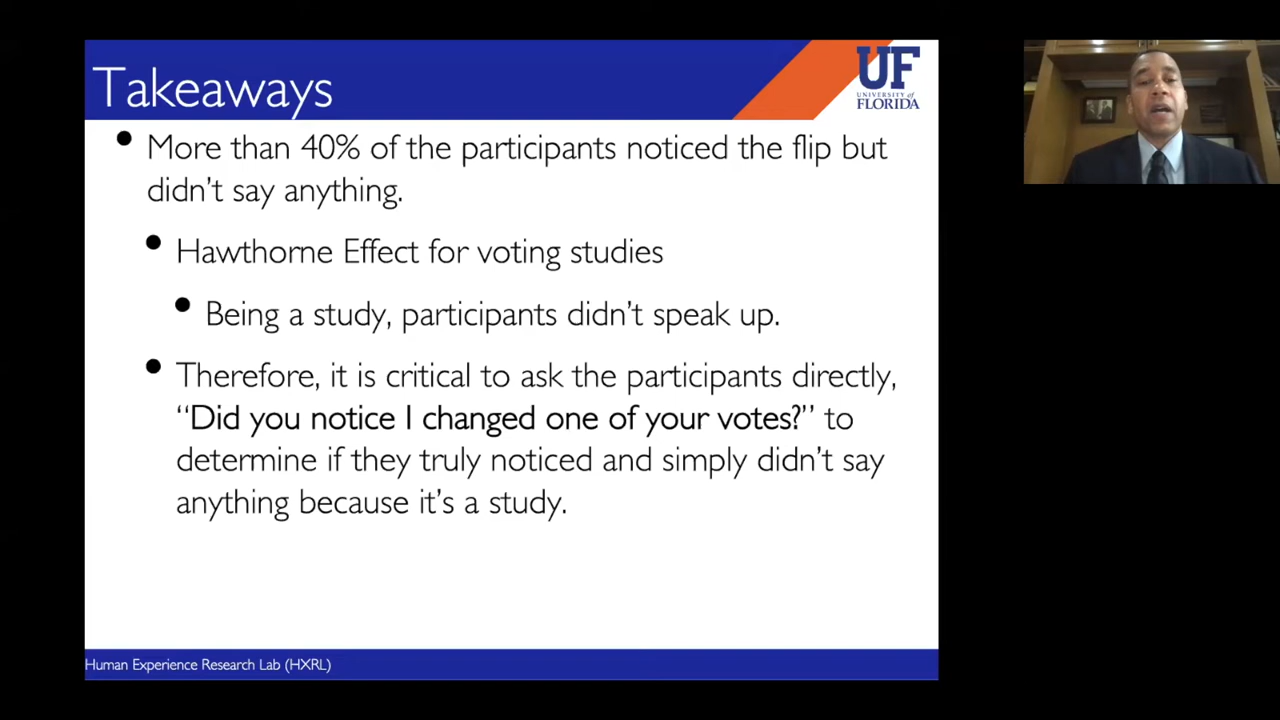 Takeaways
UF
UNIVERSITY of
FLORIDA
• More than 40% of the participants noticed the flip but
didn't say anything.
• Hawthorne Effect for voting studies
• Being a study, participants didn't speak up.
• Therefore, it is critical to ask the participants directly,
“Did you notice I changed one of your votes?” to
determine if they truly noticed and simply didn't say
anything because it's a study.
Human Experience Research Lab (HXRL)